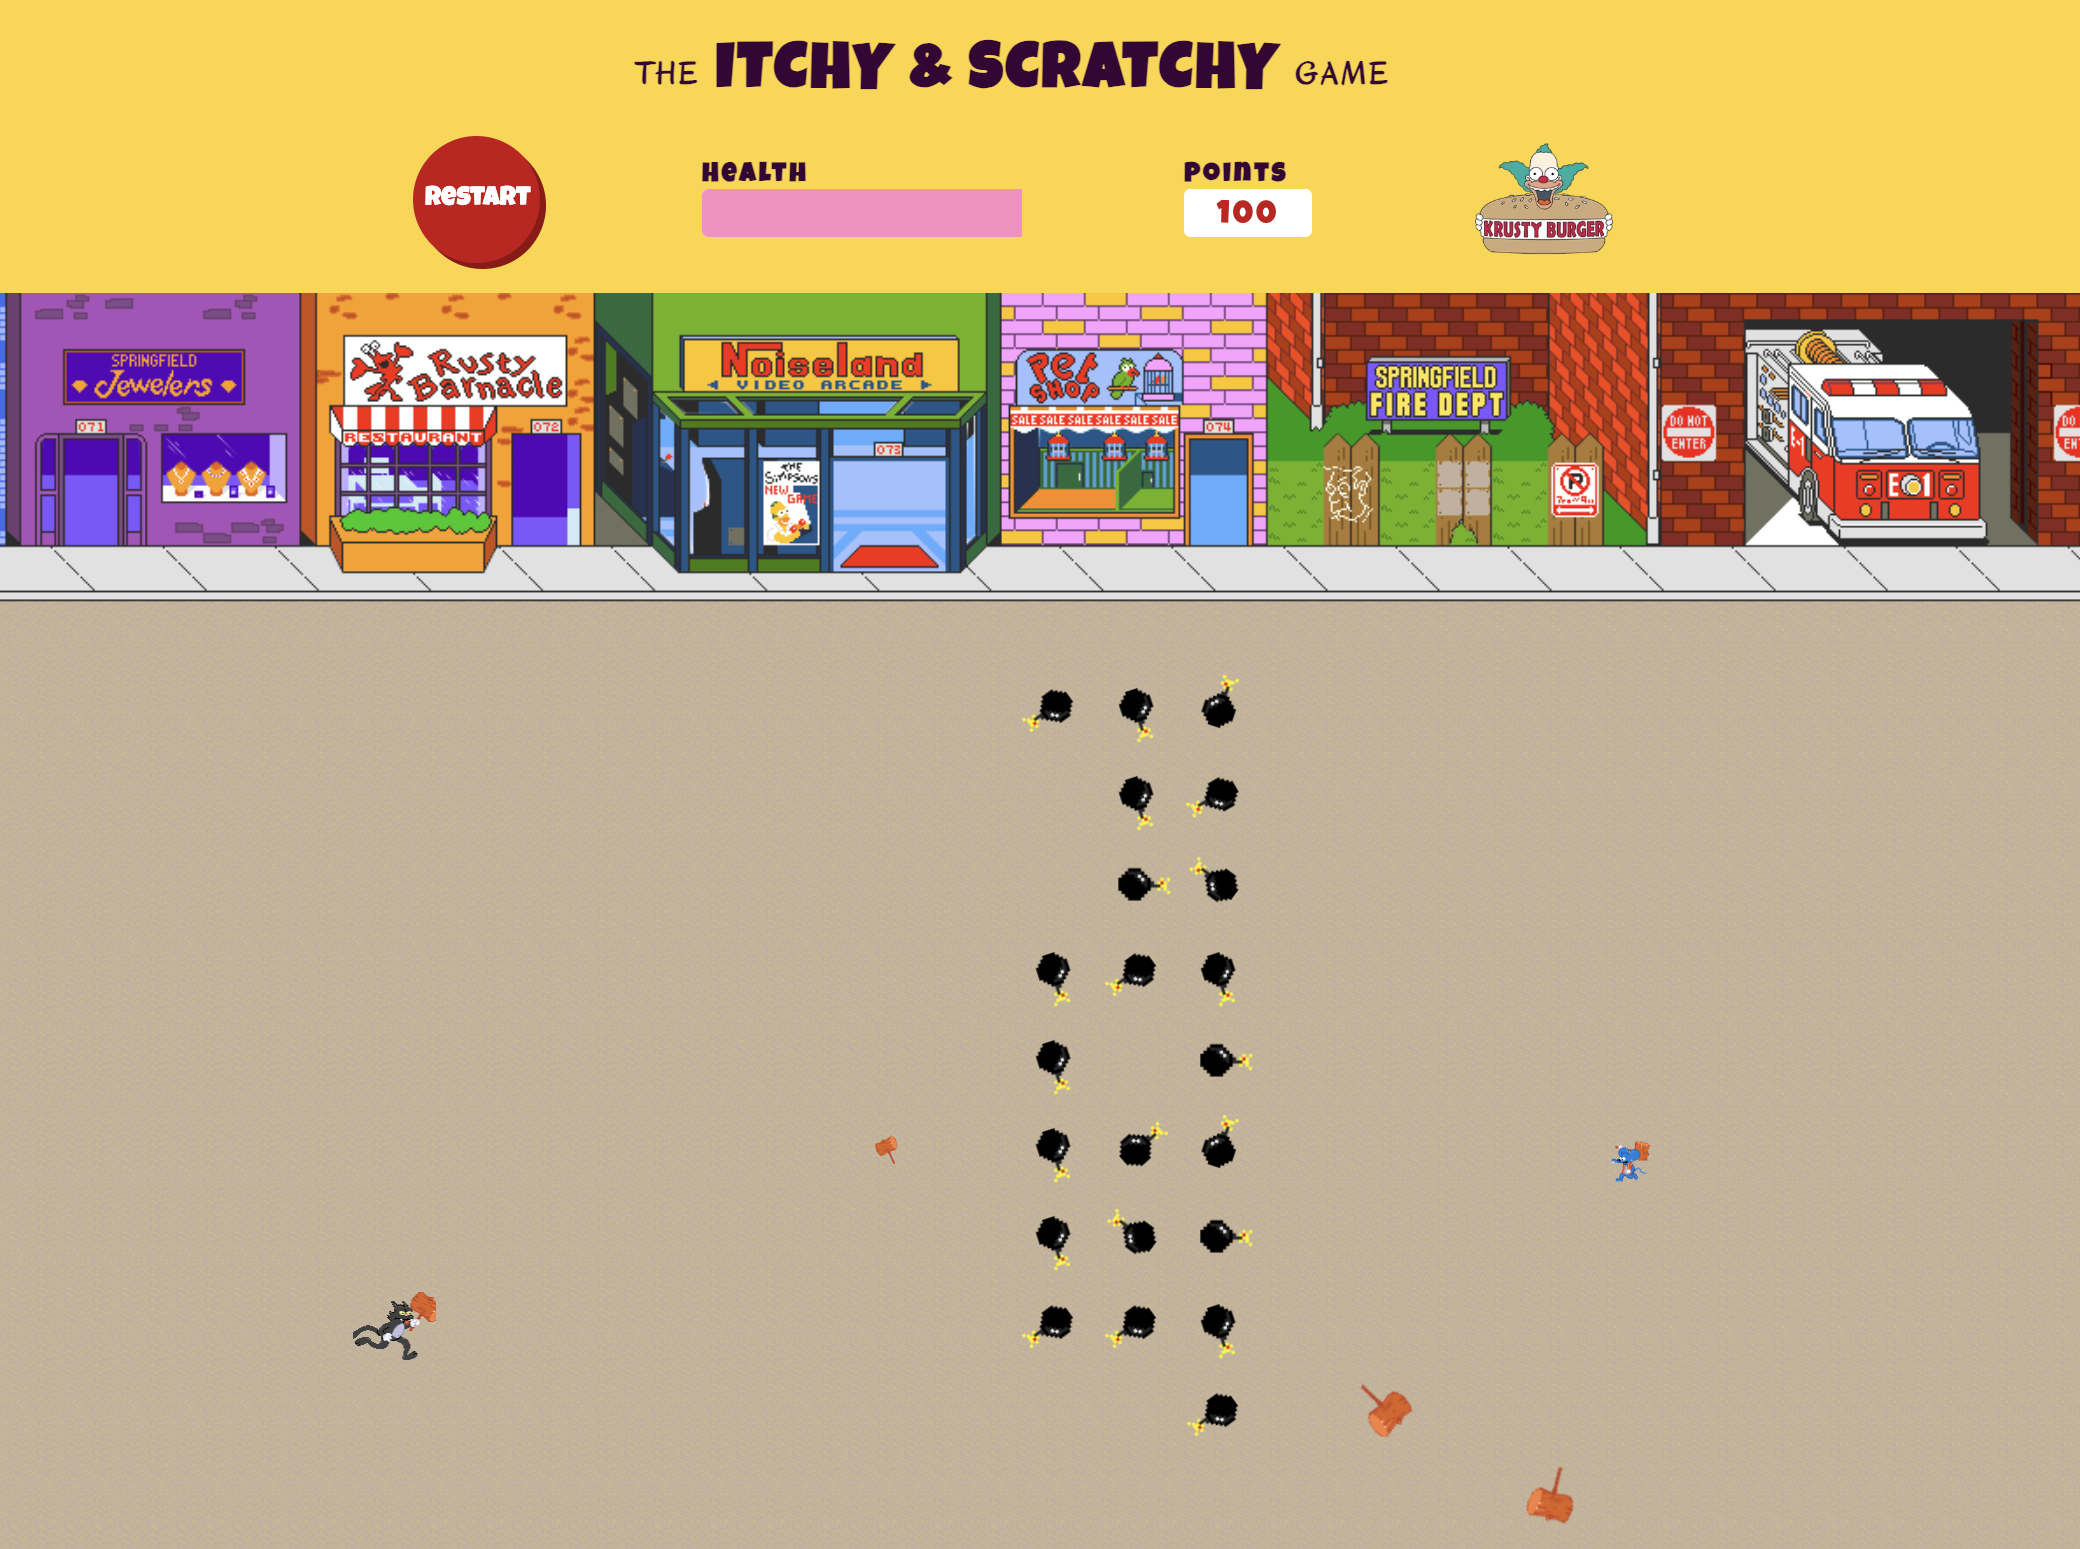 THE ITCHY & SCRATCHY GAME
RESTART
HEALTH
POINTS
100
KRUSTY BURGER
SPRINGFIELD
Jewelers
071
Rusty
Barnacle
RESTAURANT
072
Noiseland
VIDEO ARCADE
073
THE
Simpsons
NEW
GAME
Pet
SHOP
SALE SALE SALE SALE SALE SALE
074
SPRINGFIELD
FIRE DEPT
P
DO NOT
ENTER
E-1
E 1
DO